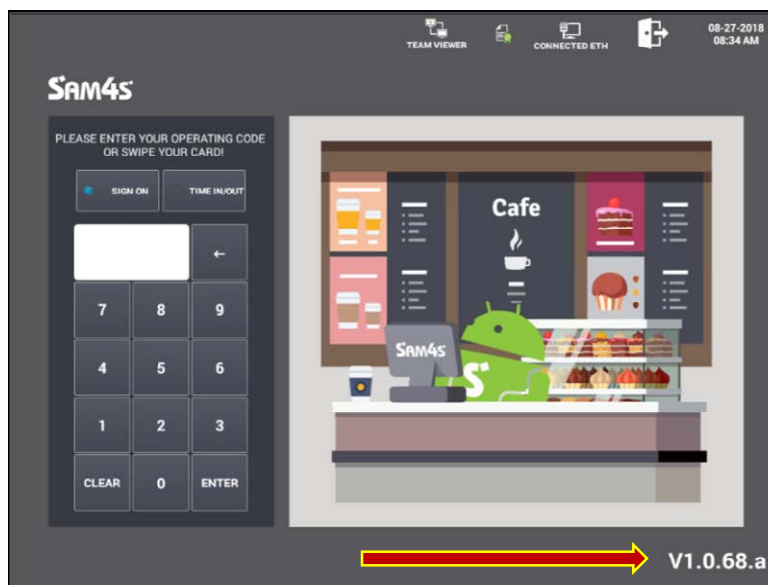 TEAM VIEWER
CONNECTED ETH
08-27-2018
08:34 AM
SAM4S
PLEASE ENTER YOUR OPERATING CODE
OR SWIPE YOUR CARD!
SIGN ON
TIME IN/OUT
←
7 8 9
4 5 6
1 2 3
CLEAR 0 ENTER
Cafe
SAM4S
S
V1.0.68.a